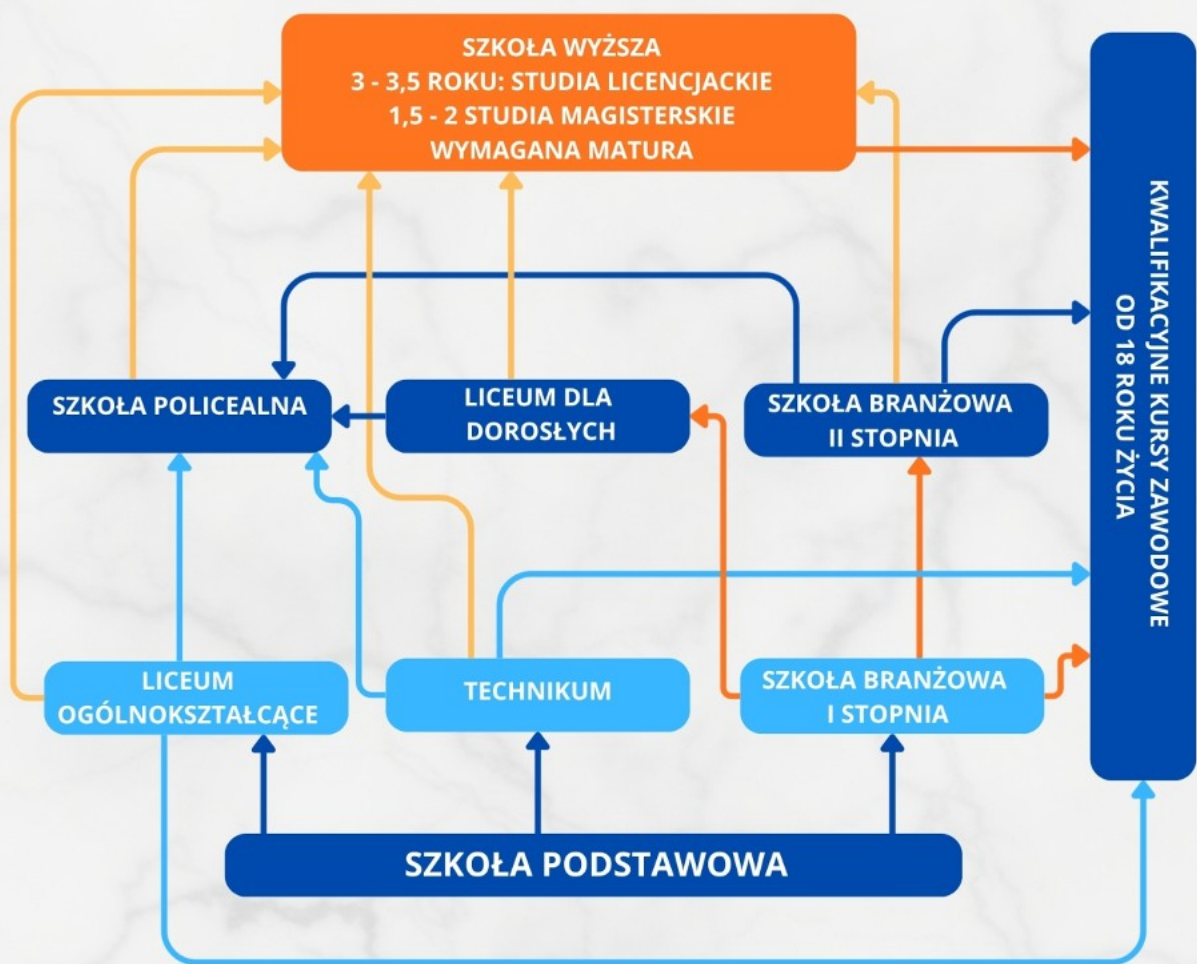 SZKOŁA WYŻSZA
3 - 3,5 ROKU: STUDIA LICENCJACKIE
1,5 - 2 STUDIA MAGISTERSKIE
WYMAGANA MATURA
KWALIFIKACYJNE KURSY ZAWODOWE
OD 18 ROKU ŻYCIA
SZKOŁA POLICEALNA
LICEUM DLA
DOROSŁYCH
SZKOŁA BRANŻOWA
II STOPNIA
LICEUM
OGÓLNOKSZTAŁCĄCE
TECHNIKUM
SZKOŁA BRANŻOWA
I STOPNIA
SZKOŁA PODSTAWOWA